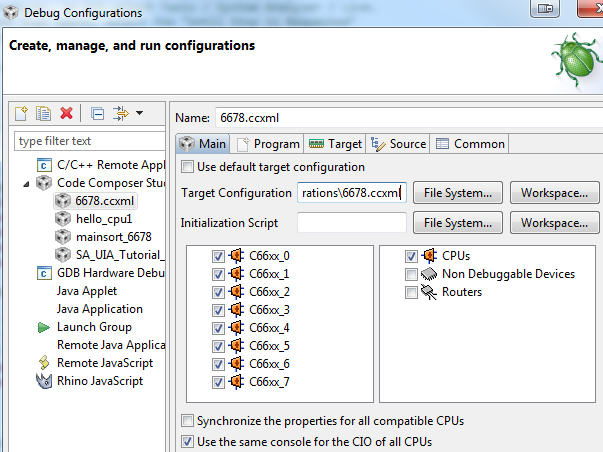 Debug Configurations
Create, manage, and run configurations
type filter text
C/C++ Remote Appl
Code Composer Stu
6678.ccxml
hello_cpu1
mainsort_6678
SA_UIA_Tutorial_
GDB Hardware Debu
Java Applet
Java Application
Launch Group
Remote Java Applica
Remote JavaScript
Rhino JavaScript
Name: 6678.ccxml
Main Program Target Source Common
Use default target configuration
Target Configuration rations\6678.ccxml File System... Workspace...
Initialization Script File System... Workspace...
C66xx_0
C66xx_1
C66xx_2
C66xx_3
C66xx_4
C66xx_5
C66xx_6
C66xx_7
CPUs
Non Debuggable Devices
Routers
Synchronize the properties for all compatible CPUs
Use the same console for the CIO of all CPUs